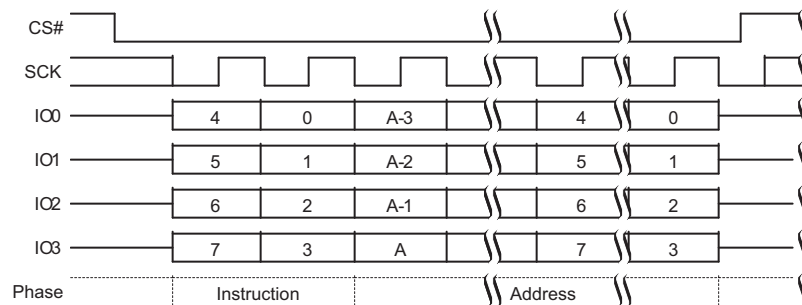 CS#
SCK
IO0 4 0 A-3 4 0
IO1 5 1 A-2 5 1
IO2 6 2 A-1 6 2
IO3 7 3 A 7 3
Phase Instruction Address